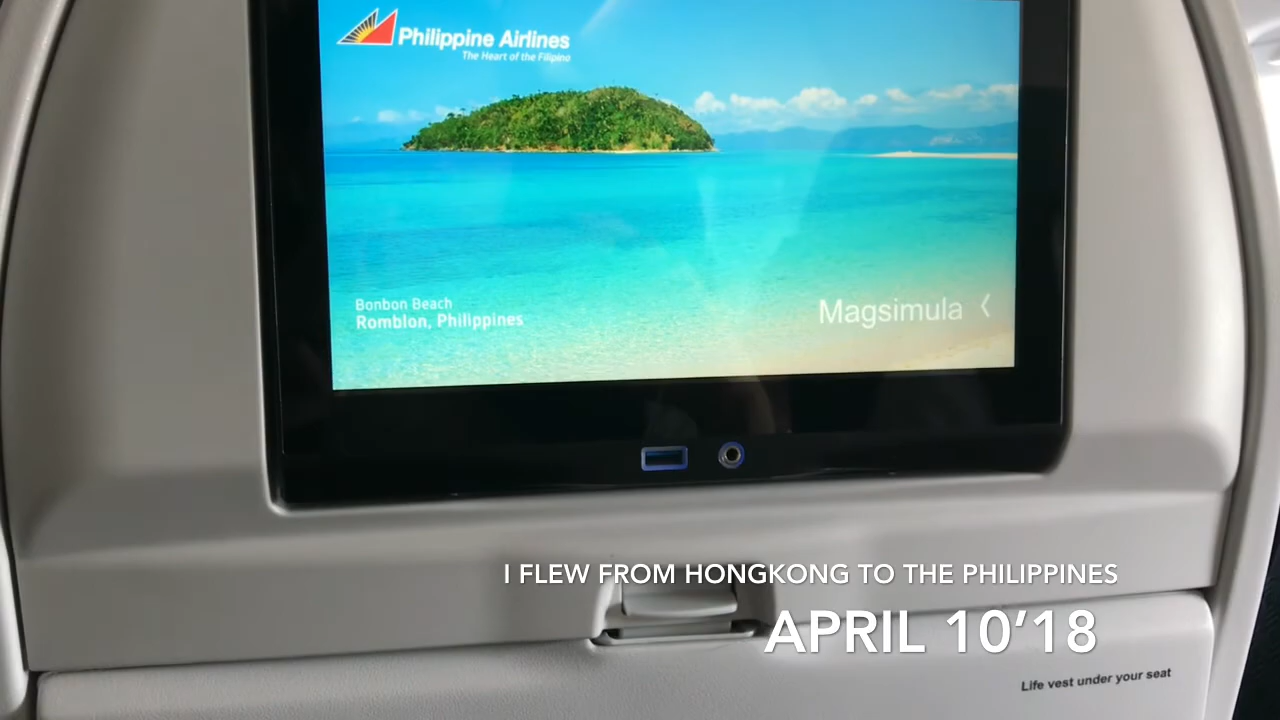 Philippine Airlines
The Heart of the Filipino
Bonbon Beach
Romblon, Philippines
Magsimula
I FLEW FROM HONGKONG TO THE PHILIPPINES
APRIL 10'18
Life vest under your seat